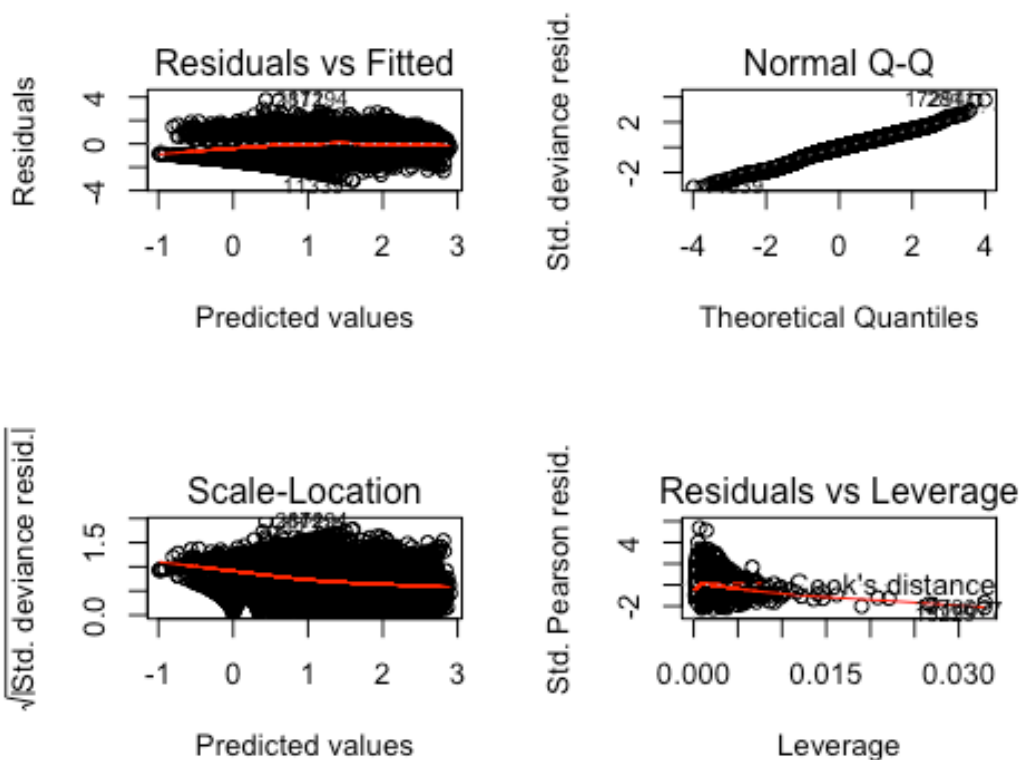 Residuals vs Fitted
Residuals
4
0
-4
-1 0 1 2 3
Predicted values
Normal Q-Q
Std. deviance resid.
2
-2
-4 -2 0 2 4
Theoretical Quantiles
Scale-Location
√|Std. deviance resid.|
1.5
0.0
-1 0 1 2 3
Predicted values
Residuals vs Leverage
Std. Pearson resid.
4
-2
Cook's distance
0.000 0.015 0.030
Leverage